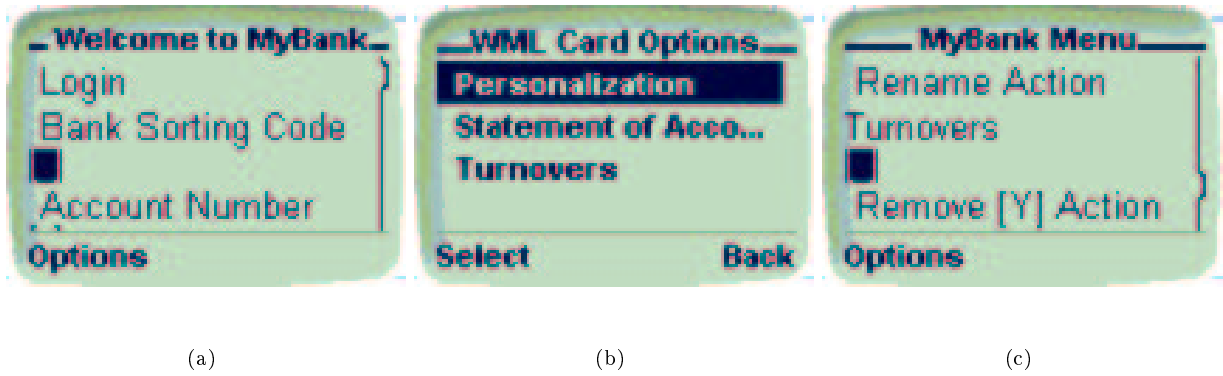 Welcome to MyBank
Login
Bank Sorting Code
Account Number
Options
WML Card Options
Personalization
Statement of Acco...
Turnovers
Select Back
MyBank Menu
Rename Action
Turnovers
Remove [Y] Action
Options
(a) (b) (c)